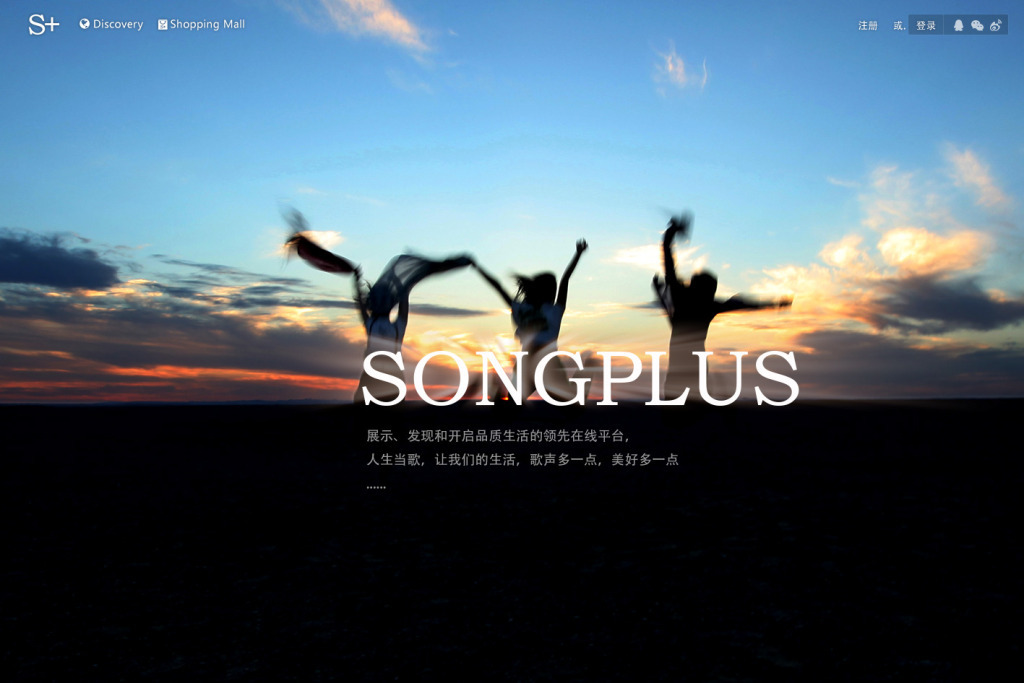 S+ Discovery Shopping Mall 注册 或. 登录
SONGPLUS
展示、发现和开启品质生活的领先在线平台，
人生当歌，让我们的生活，歌声多一点，美好多一点
......